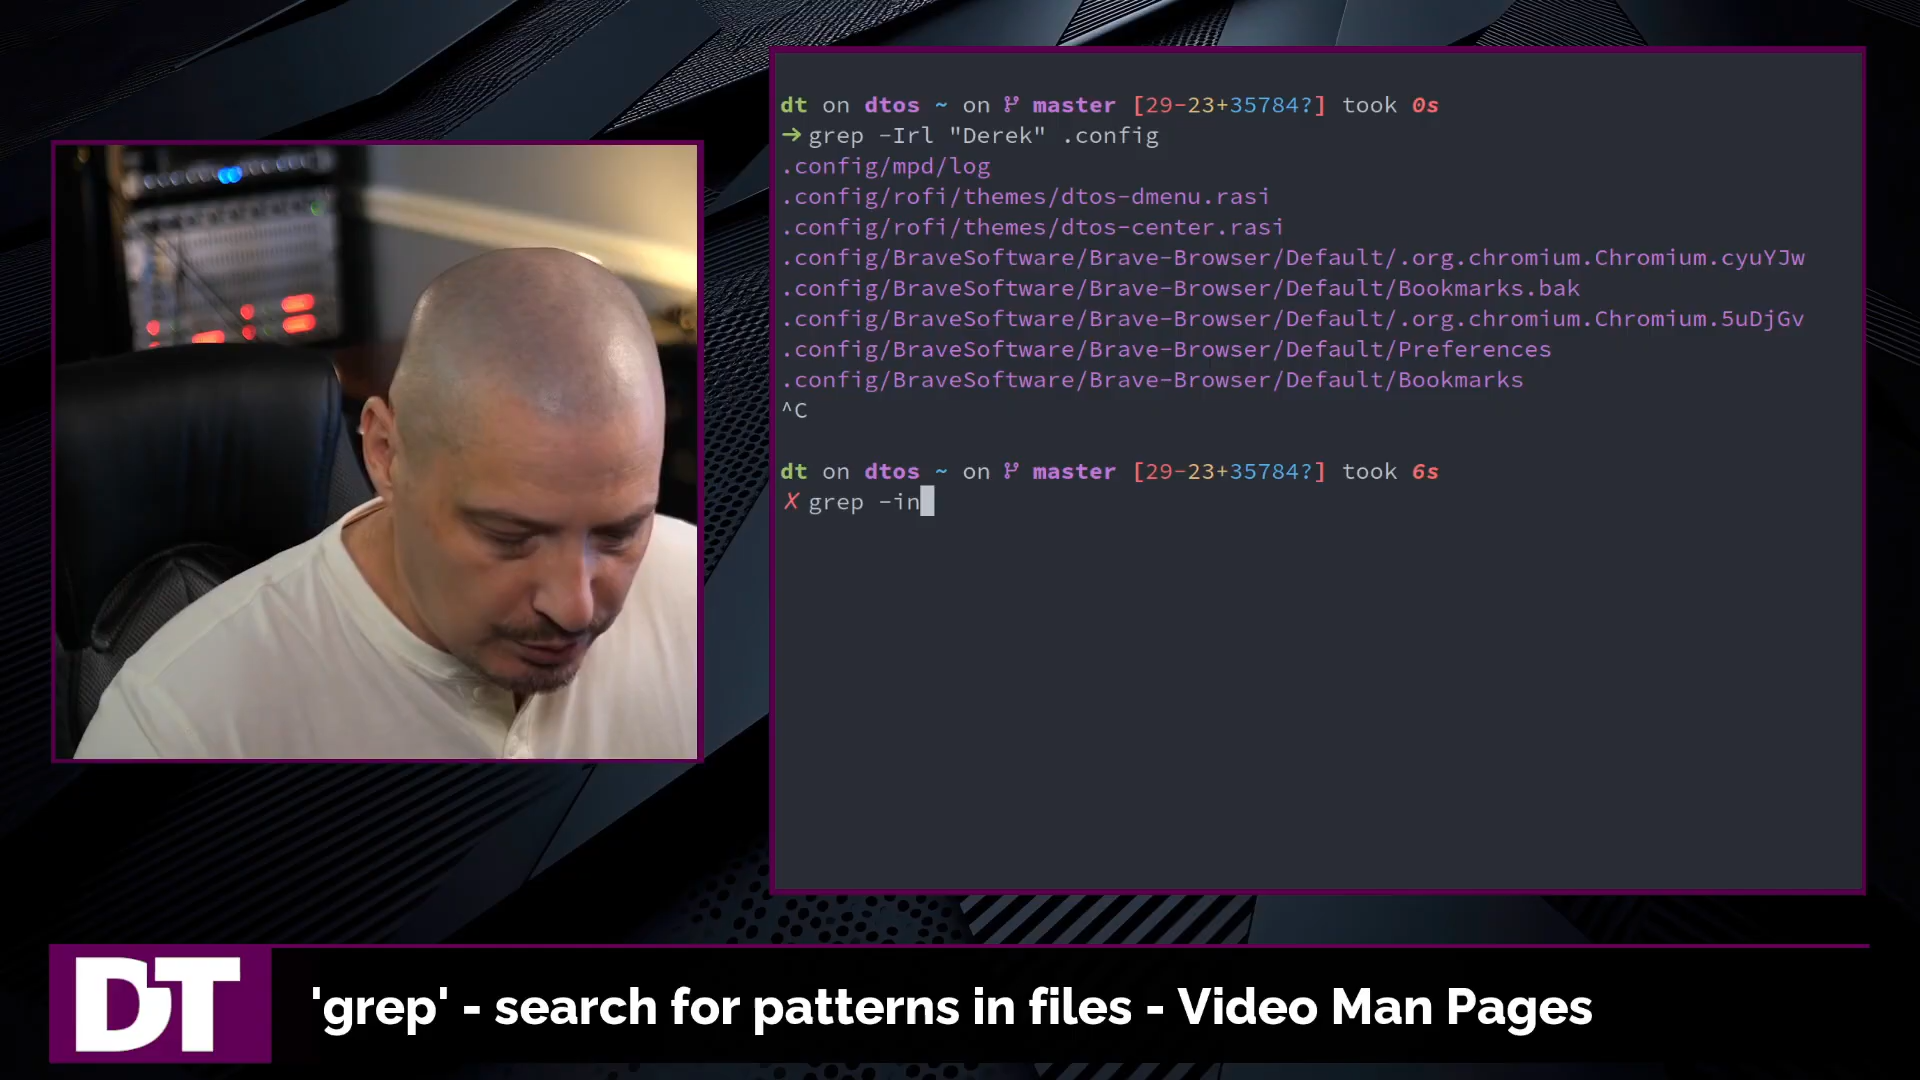 dt on dtos ~ on master [29-23+35784?] took 0s
→ grep -Irl "Derek" .config
.config/mpd/log
.config/rofi/themes/dtos-dmenu.rasi
.config/rofi/themes/dtos-center.rasi
.config/BraveSoftware/Brave-Browser/Default/.org.chromium.Chromium.cyuYJw
.config/BraveSoftware/Brave-Browser/Default/Bookmarks.bak
.config/BraveSoftware/Brave-Browser/Default/.org.chromium.Chromium.5uDjGv
.config/BraveSoftware/Brave-Browser/Default/Preferences
.config/BraveSoftware/Brave-Browser/Default/Bookmarks
^C
dt on dtos ~ on master [29-23+35784?] took 6s
✗ grep -in
DT
'grep' - search for patterns in files - Video Man Pages